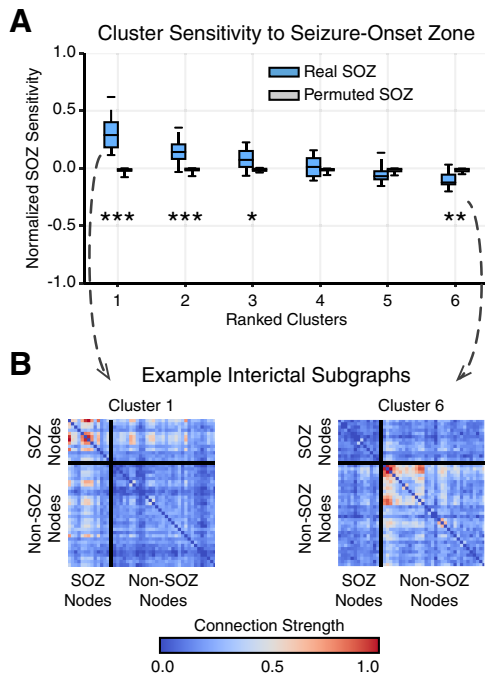 A
Cluster Sensitivity to Seizure-Onset Zone
Normalized SOZ Sensitivity
1.0
0.5
0.0
-0.5
-1.0
Real SOZ
Permuted SOZ
*** *** * **
1 2 3 4 5 6
Ranked Clusters
B
Example Interictal Subgraphs
Cluster 1
SOZ
Nodes
Non-SOZ
Nodes
SOZ
Nodes
Non-SOZ
Nodes
Cluster 6
SOZ
Nodes
Non-SOZ
Nodes
SOZ
Nodes
Non-SOZ
Nodes
Connection Strength
0.0 0.5 1.0